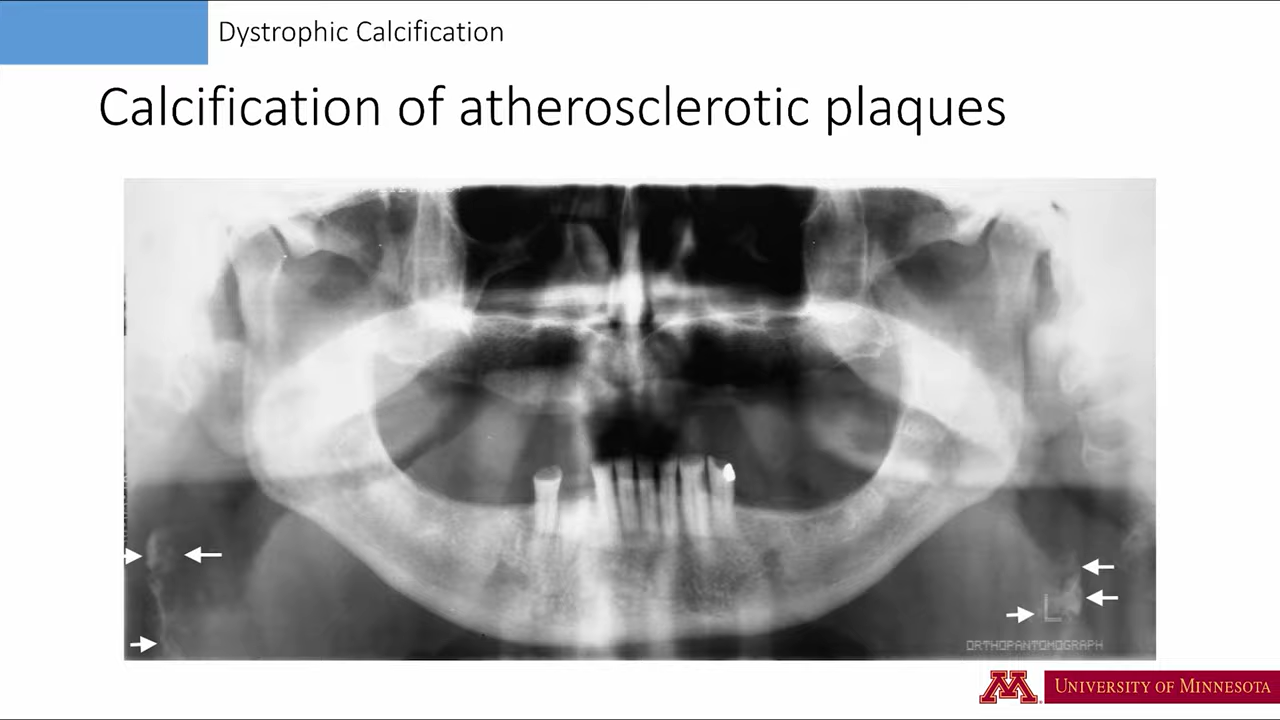 Dystrophic Calcification
Calcification of atherosclerotic plaques
L
ORTHOPANTOMOGRAPH
M
UNIVERSITY OF MINNESOTA